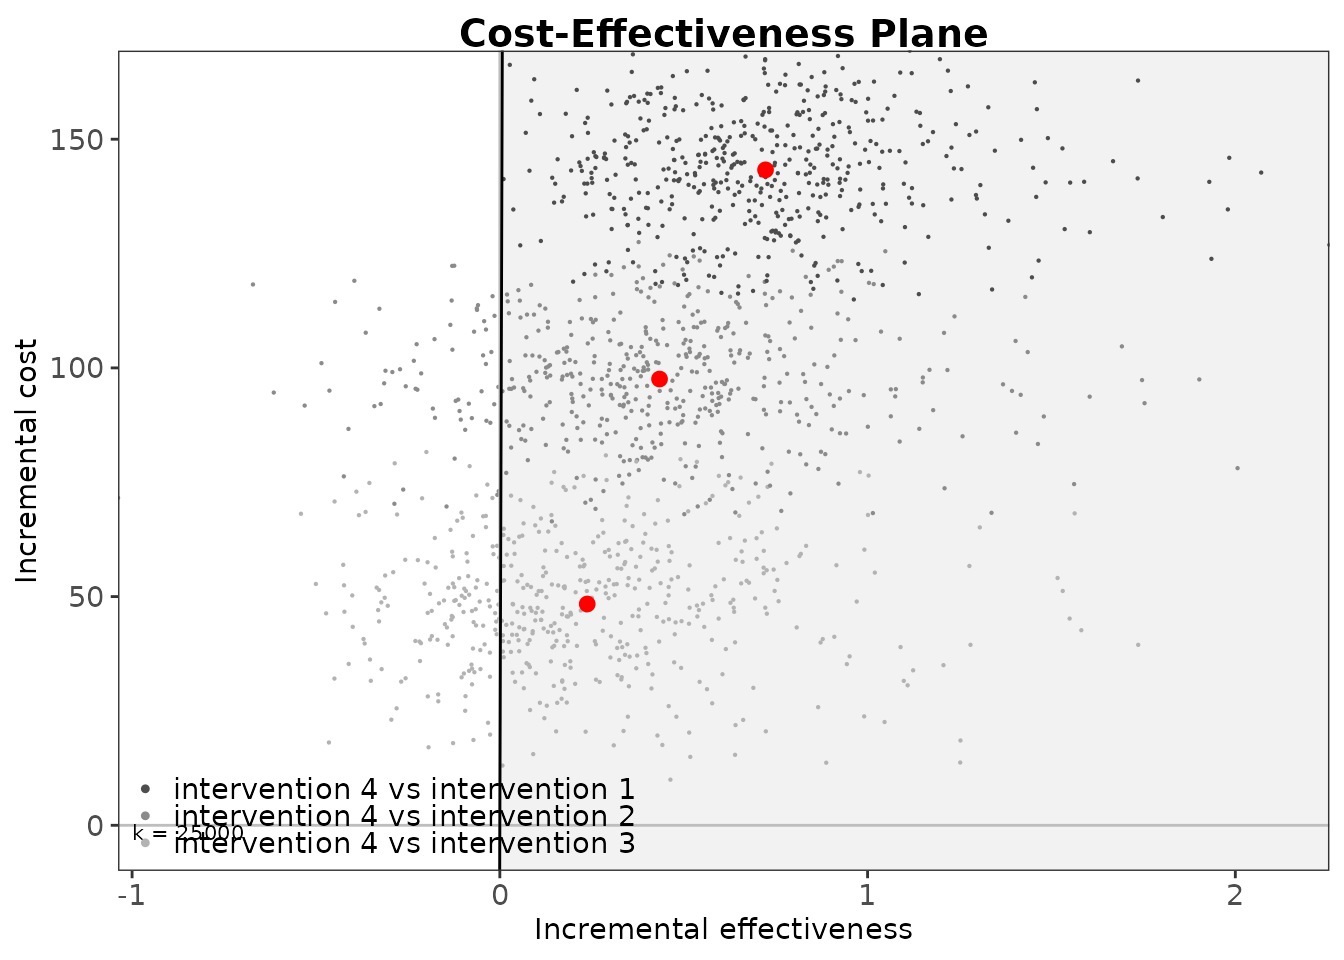 Cost-Effectiveness Plane
Incremental cost
150
100
50
0
intervention 4 vs intervention 1
intervention 4 vs intervention 2
k = 25000
intervention 4 vs intervention 3
-1
0
1
2
Incremental effectiveness